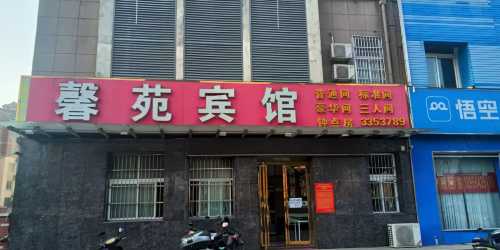 馨苑宾馆
普通间 标准间
豪华间 三人间
钟点房 3353789
悟空